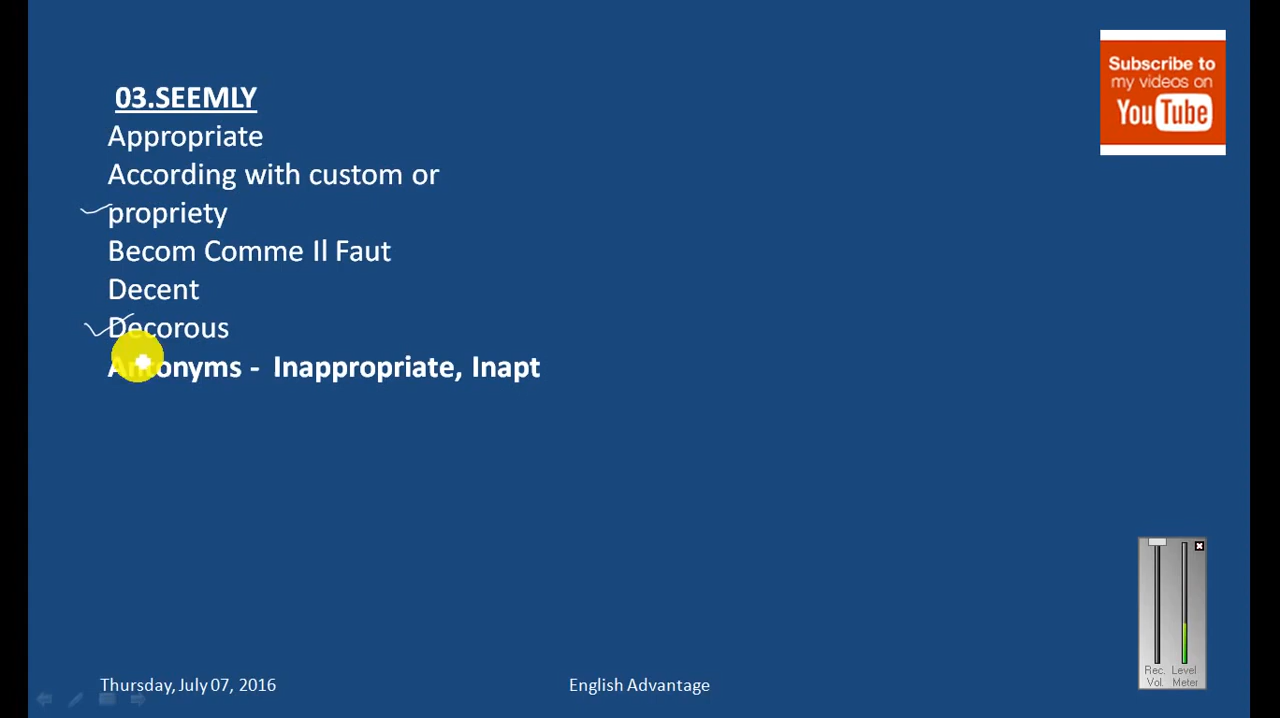 03.SEEMLY
Appropriate
According with custom or
propriety
Becom Comme Il Faut
Decent
Decorous
Antonyms - Inappropriate, Inapt
Subscribe to
my videos on
YouTube
Rec. Level
Vol. Meter
Thursday, July 07, 2016
English Advantage